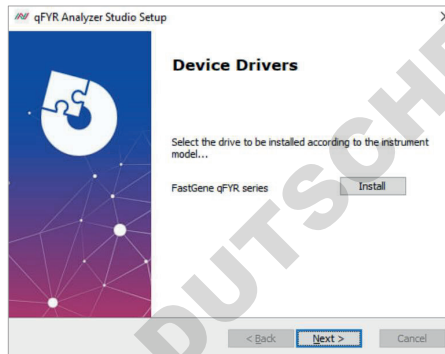 qFYR Analyzer Studio Setup
Device Drivers
Select the drive to be installed according to the instrument
model...
FastGene qFYR series
Install
< Back
Next >
Cancel
DUTSCHE